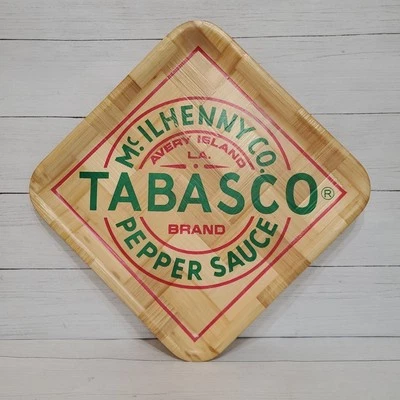 McILHENNY CO.
AVERY ISLAND
LA.
TABASCO®
BRAND
PEPPER SAUCE